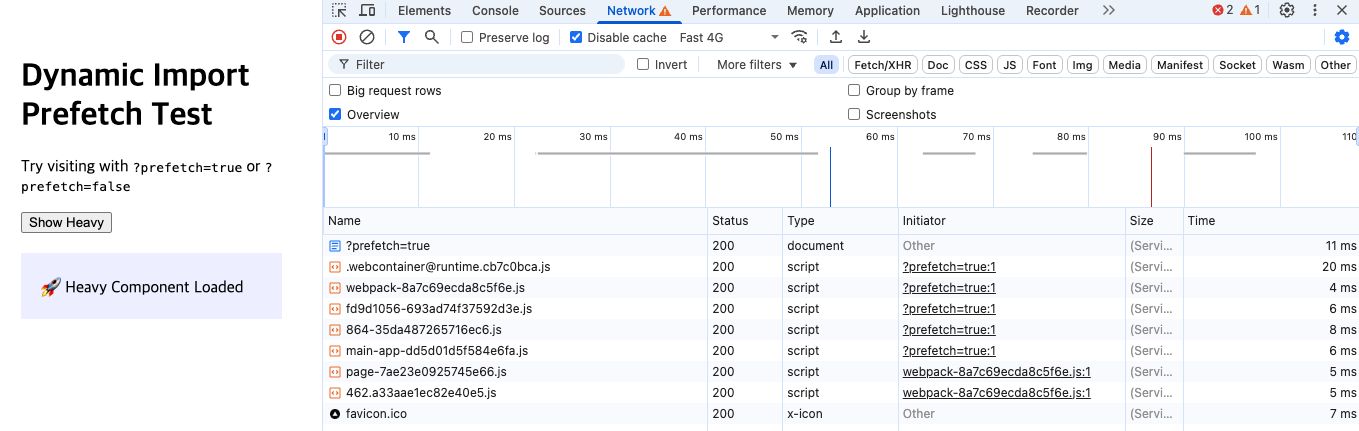 Elements Console Sources Network Performance Memory Application Lighthouse Recorder 2 1
Preserve log Disable cache Fast 4G
Dynamic Import
Prefetch Test
Filter Invert More filters All Fetch/XHR Doc CSS JS Font Img Media Manifest Socket Wasm Other
Big request rows Group by frame
Overview Screenshots
10 ms 20 ms 30 ms 40 ms 50 ms 60 ms 70 ms 80 ms 90 ms 100 ms 110
Try visiting with ?prefetch=true or ?
prefetch=false
Show Heavy
🚀 Heavy Component Loaded
Name Status Type Initiator Size Time
?prefetch=true 200 document Other (Servi... 11 ms
.webcontainer@runtime.cb7c0bca.js 200 script ?prefetch=true:1 (Servi... 20 ms
webpack-8a7c69ecda8c5f6e.js 200 script ?prefetch=true:1 (Servi... 4 ms
fd9d1056-693ad74f37592d3e.js 200 script ?prefetch=true:1 (Servi... 6 ms
864-35da487265716ec6.js 200 script ?prefetch=true:1 (Servi... 8 ms
main-app-dd5d01d5f584e6fa.js 200 script ?prefetch=true:1 (Servi... 6 ms
page-7ae23e0925745e66.js 200 script webpack-8a7c69ecda8c5f6e.js:1 (Servi... 5 ms
462.a33aae1ec82e40e5.js 200 script webpack-8a7c69ecda8c5f6e.js:1 (Servi... 5 ms
favicon.ico 200 x-icon Other (Servi... 7 ms